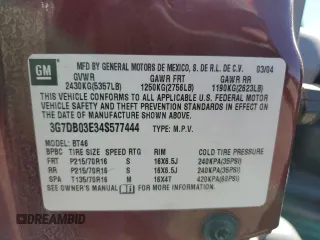 GM
MFD BY GENERAL MOTORS DE MEXICO, S. DE R.L. DE C.V.
03/04
GVWR GAWR FRT GAWR RR
2430KG(5357LB) 1250KG(2756LB) 1190KG(2623LB)
THIS VEHICLE CONFORMS TO ALL APPLICABLE U.S. FEDERAL MOTOR
VEHICLE SAFETY AND THEFT PREVENTION STANDARDS IN EFFECT ON
THE DATE OF MANUFACTURE SHOWN ABOVE.
3G7DB03E34S577444 TYPE: M.P.V.
MODEL: BT46
BPBC TIRE SIZE SPEED RTG RIM COLD TIRE PRESSURE
FRT P215/70R16 S 16X6.5J 240KPA(35PSI)
RR P215/70R16 S 16X6.5J 240KPA(35PSI)
SPA T135/70R16 M 16X4T 420KPA(60PSI)
SEE OWNER'S MANUAL FOR ADDITIONAL INFORMATION.
DREAMBID